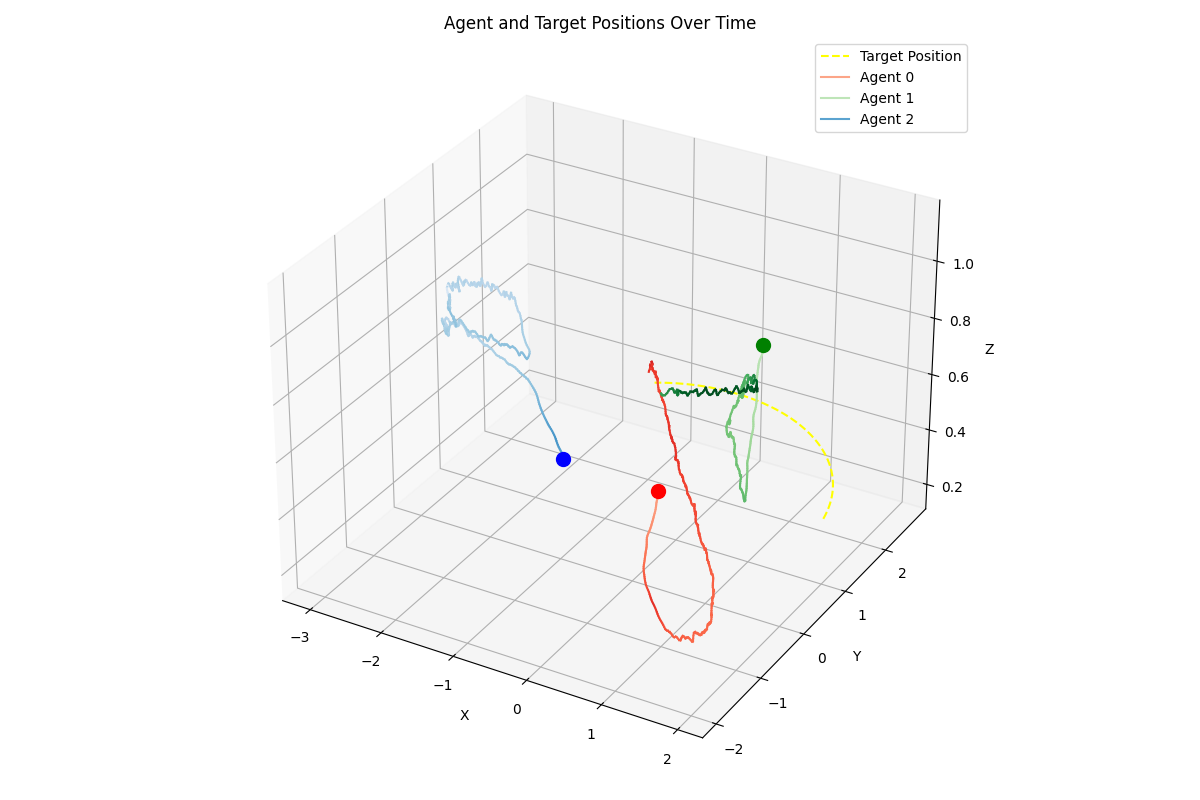 Agent and Target Positions Over Time
Target Position
Agent 0
Agent 1
Agent 2
1.0
0.8
Z
0.6
0.4
0.2
2
1
0
Y
−1
−2
−3
−2
−1
X
0
1
2